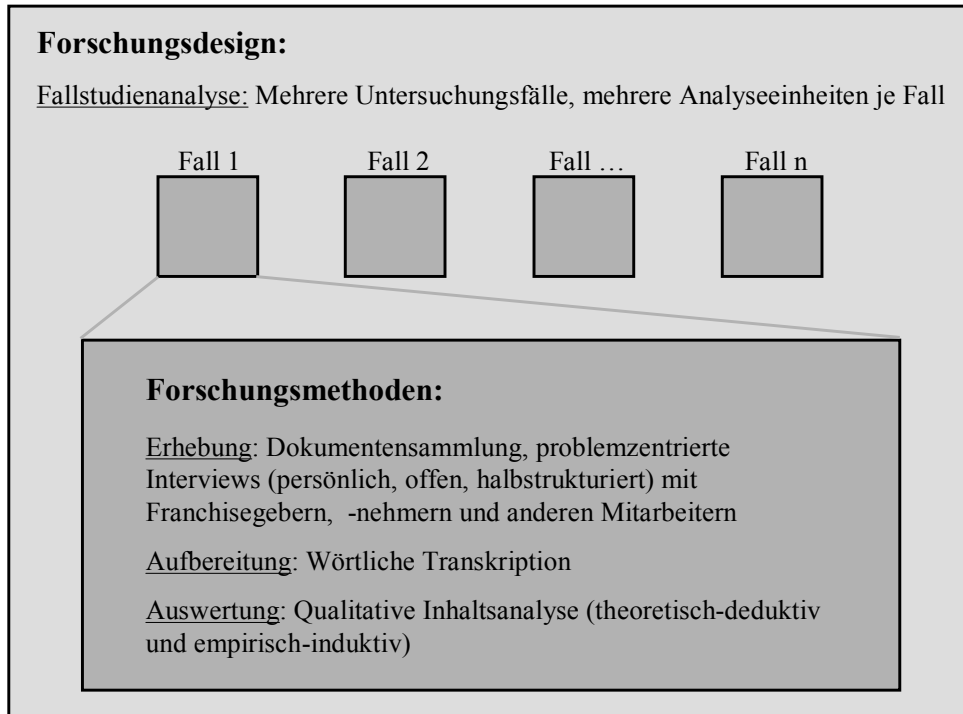 Forschungsdesign:
Fallstudienanalyse: Mehrere Untersuchungsfälle, mehrere Analyseeinheiten je Fall
Fall 1 Fall 2 Fall … Fall n
Forschungsmethoden:
Erhebung: Dokumentensammlung, problemzentrierte
Interviews (persönlich, offen, halbstrukturiert) mit
Franchisegebern, -nehmern und anderen Mitarbeitern
Aufbereitung: Wörtliche Transkription
Auswertung: Qualitative Inhaltsanalyse (theoretisch-deduktiv
und empirisch-induktiv)